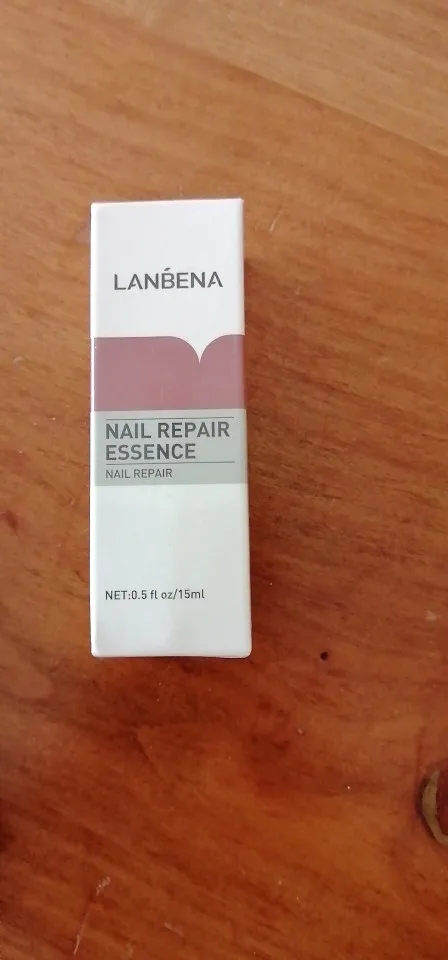 LANBENA
NAIL REPAIR
ESSENCE
NAIL REPAIR
NET:0.5 fl oz/15ml